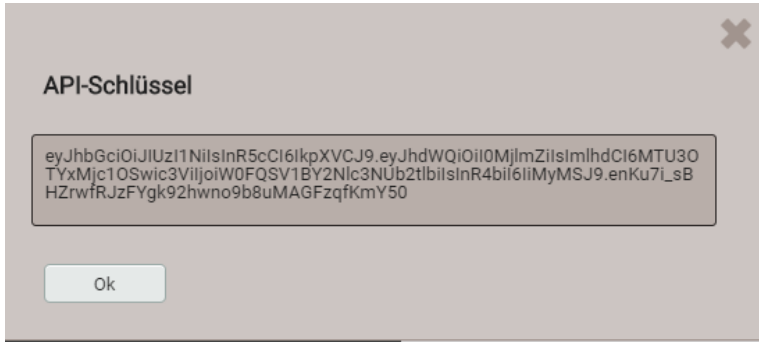 API-Schlüssel
eyJhbGciOiJIUzI1NiIsInR5cCI6IkpXVCJ9.eyJhdWQiOiI0MjlmZiIsImlhdCI6MTU3O
TYxMjc1OSwic3ViIjoiW0FQSV1BY2Nlc3NUb2tlbiIsInR4biI6IiMyMSJ9.enKu7i_sB
HZrwfRJzFYgk92hwno9b8uMAGFzqfKmY50
Ok